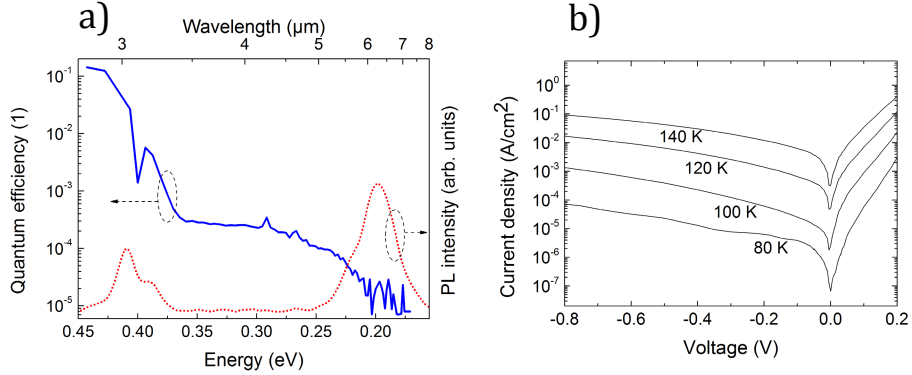 a)
Wavelength (µm)
3 4 5 6 7 8
Quantum efficiency (1)
10⁻¹
10⁻²
10⁻³
10⁻⁴
10⁻⁵
PL intensity (arb. units)
0.45 0.40 0.35 0.30 0.25 0.20
Energy (eV)
b)
Current density (A/cm²)
10⁰
10⁻¹
10⁻²
10⁻³
10⁻⁴
10⁻⁵
10⁻⁶
10⁻⁷
140 K
120 K
100 K
80 K
-0.8 -0.6 -0.4 -0.2 0.0 0.2
Voltage (V)